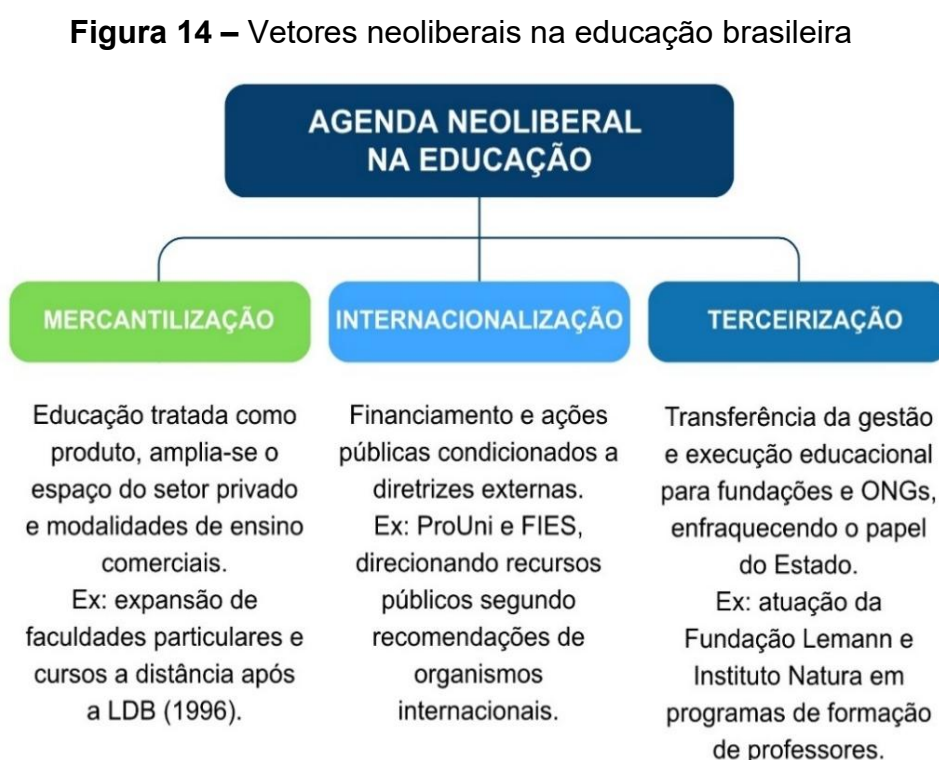 Figura 14 – Vetores neoliberais na educação brasileira
AGENDA NEOLIBERAL
NA EDUCAÇÃO
MERCANTILIZAÇÃO
Educação tratada como
produto, amplia-se o
espaço do setor privado
e modalidades de ensino
comerciais.
Ex: expansão de
faculdades particulares e
cursos a distância após
a LDB (1996).
INTERNACIONALIZAÇÃO
Financiamento e ações
públicas condicionados a
diretrizes externas.
Ex: ProUni e FIES,
direcionando recursos
públicos segundo
recomendações de
organismos
internacionais.
TERCEIRIZAÇÃO
Transferência da gestão
e execução educacional
para fundações e ONGs,
enfraquecendo o papel
do Estado.
Ex: atuação da
Fundação Lemann e
Instituto Natura em
programas de formação
de professores.